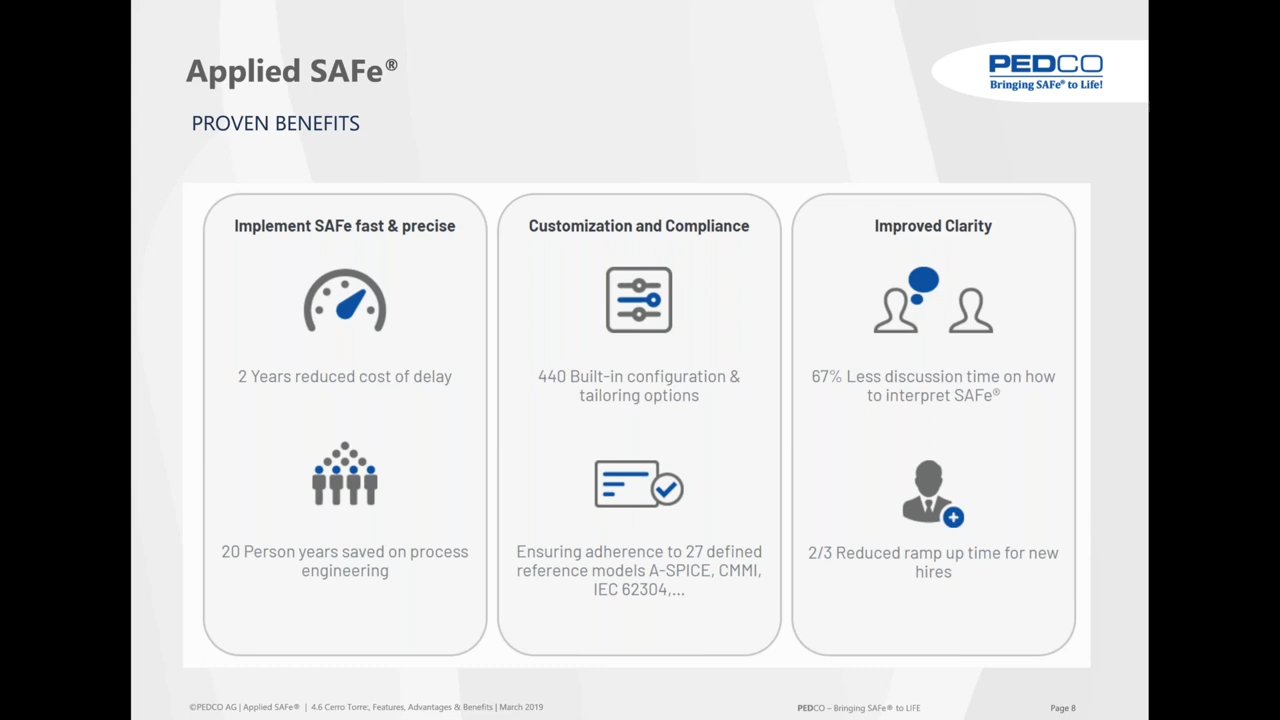 Applied SAFe®
PEDCO
Bringing SAFe® to Life!
PROVEN BENEFITS
Implement SAFe fast & precise
2 Years reduced cost of delay
20 Person years saved on process
engineering
Customization and Compliance
440 Built-in configuration &
tailoring options
Ensuring adherence to 27 defined
reference models A-SPICE, CMMI,
IEC 62304,...
Improved Clarity
67% Less discussion time on how
to interpret SAFe®
2/3 Reduced ramp up time for new
hires
©PEDCO AG | Applied SAFe® | 4.6 Cerro Torre:, Features, Advantages & Benefits | March 2019
PEDCO – Bringing SAFe® to LIFE
Page 8